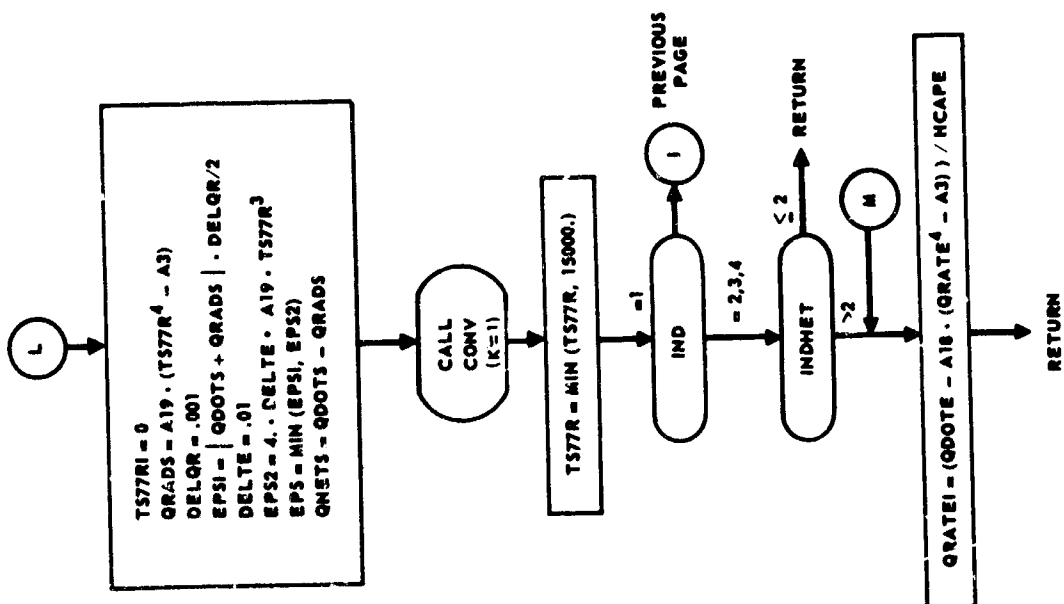 L
TS77RI = 0
QRADS = A19 · (TS77R⁴ - A3)
DELQR = .001
EPSI = | QDOTS + QRADS | · DELQR/2
DELTE = .01
EPS2 = 4. · DELTE · A19 · TS77R³
EPS = MIN (EPSI, EPS2)
QNETS = QDOTS - QRADS
CALL
CONV
(K=1)
TS77R = MIN (TS77R, 15000.)
IND
=1
I
PREVIOUS
PAGE
= 2,3,4
INDHET
≤ 2
RETURN
>2
M
QRATEI = (QDOTE - A18 · (QRATE⁴ - A3) ) / HCAPE
RETURN